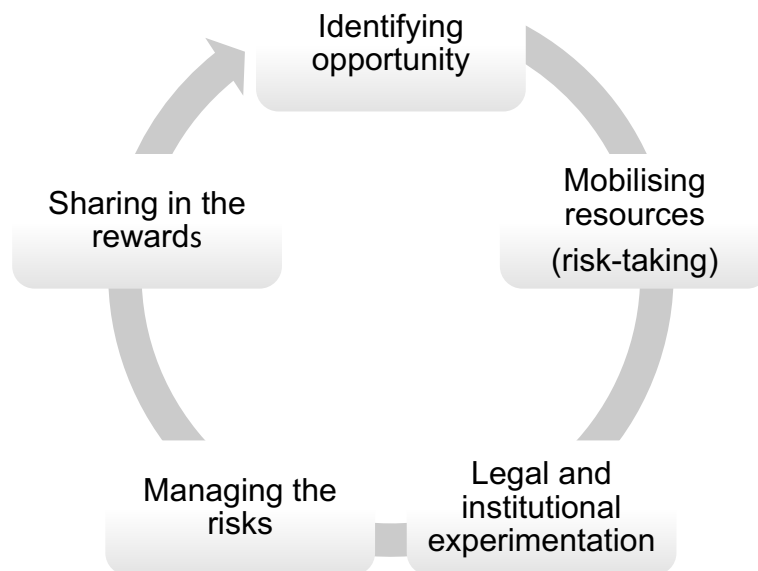 Identifying
opportunity
Mobilising
resources
(risk-taking)
Legal and
institutional
experimentation
Managing the
risks
Sharing in the
rewards